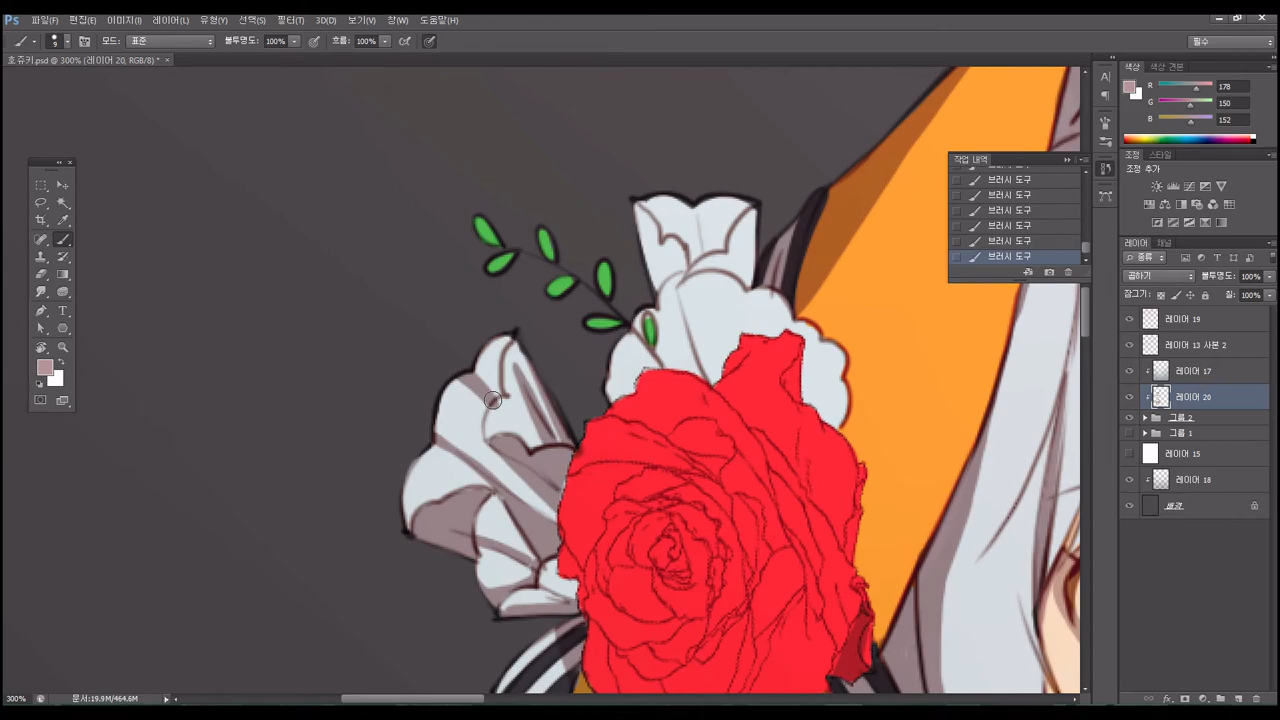 Ps 파일(F) 편집(E) 이미지(I) 레이어(L) 유형(Y) 선택(S) 필터(T) 3D(D) 보기(V) 창(W) 도움말(H)
9 모드: 표준 불투명도: 100% 흐름: 100% 필수
호쥬키.psd @ 300% (레이어 20, RGB/8) * ×
색상 색상 견본
R 178
G 150
B 152
작업 내역
브러시 도구
브러시 도구
브러시 도구
브러시 도구
브러시 도구
브러시 도구
조정 스타일
조정 추가
레이어 채널
종류
곱하기 불투명도: 100%
잠그기: 칠: 100%
레이어 19
레이어 13 사본 2
레이어 17
레이어 20
그룹 2
그룹 1
레이어 15
레이어 18
배경
300% 문서:19.9M/464.6M